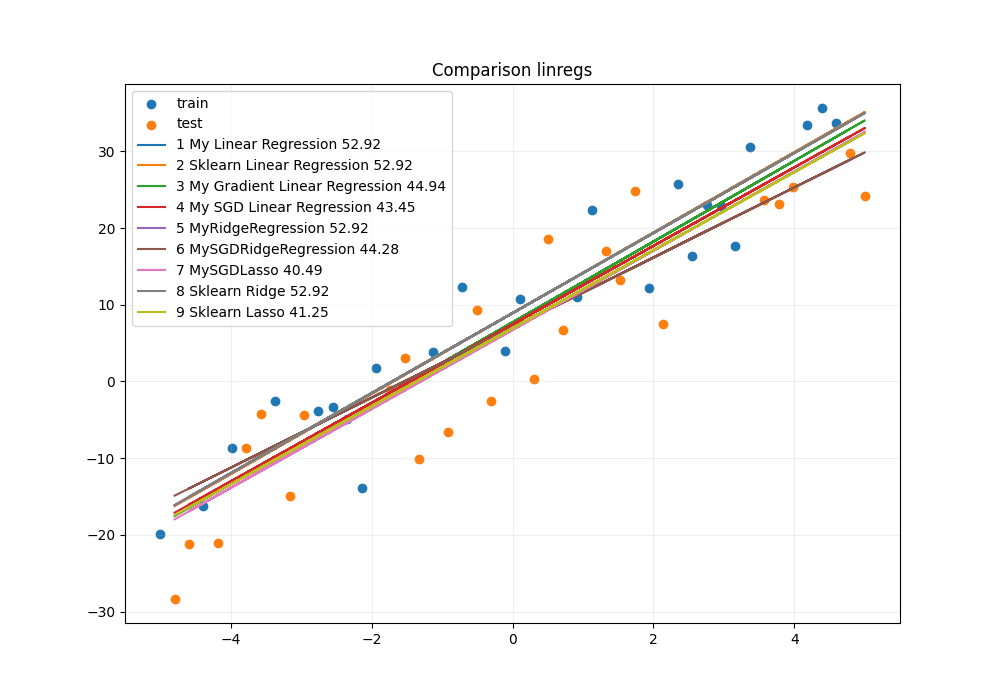 Comparison linregs
train
test
1 My Linear Regression 52.92
2 Sklearn Linear Regression 52.92
3 My Gradient Linear Regression 44.94
4 My SGD Linear Regression 43.45
5 MyRidgeRegression 52.92
6 MySGDRidgeRegression 44.28
7 MySGDLasso 40.49
8 Sklearn Ridge 52.92
9 Sklearn Lasso 41.25
30
20
10
0
−10
−20
−30
−4 −2 0 2 4